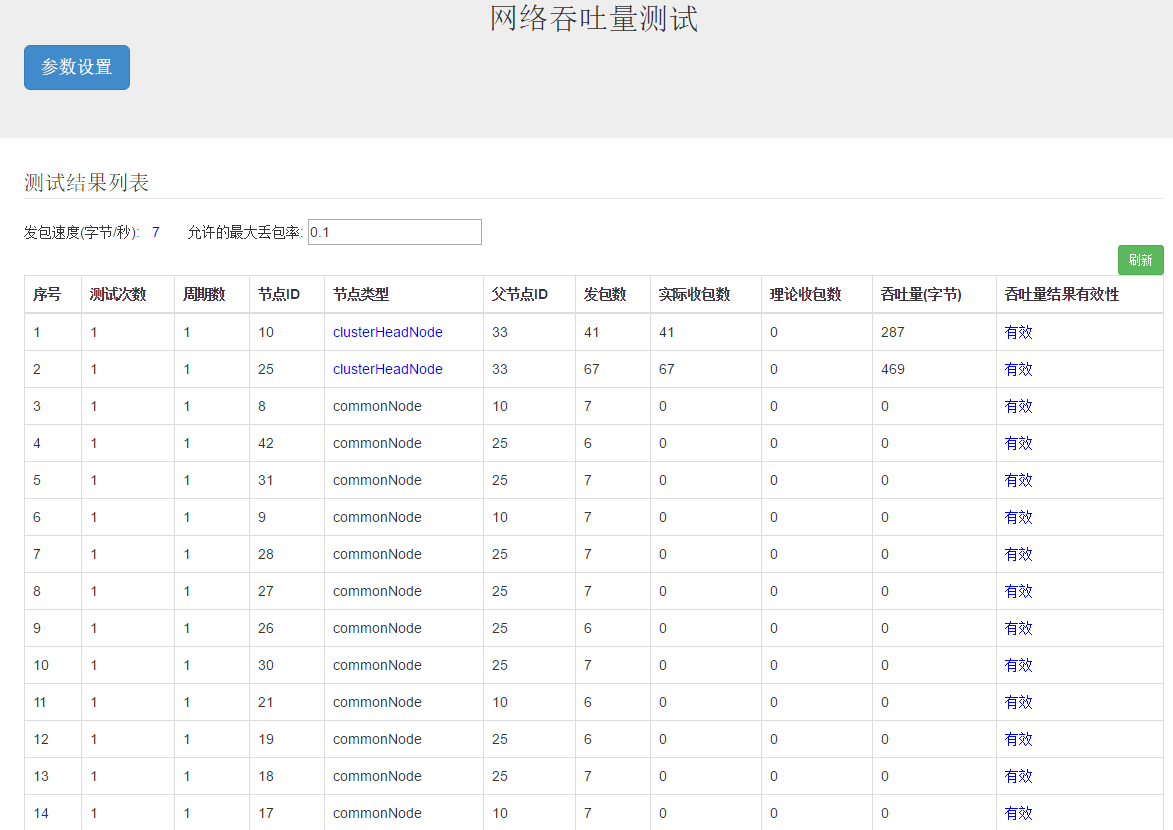 网络吞吐量测试
参数设置
测试结果列表
发包速度(字节/秒): 7 允许的最大丢包率: 0.1
刷新
序号 测试次数 周期数 节点ID 节点类型 父节点ID 发包数 实际收包数 理论收包数 吞吐量(字节) 吞吐量结果有效性
1 1 1 10 clusterHeadNode 33 41 41 0 287 有效
2 1 1 25 clusterHeadNode 33 67 67 0 469 有效
3 1 1 8 commonNode 10 7 0 0 0 有效
4 1 1 42 commonNode 25 6 0 0 0 有效
5 1 1 31 commonNode 25 7 0 0 0 有效
6 1 1 9 commonNode 10 7 0 0 0 有效
7 1 1 28 commonNode 25 7 0 0 0 有效
8 1 1 27 commonNode 25 7 0 0 0 有效
9 1 1 26 commonNode 25 6 0 0 0 有效
10 1 1 30 commonNode 25 7 0 0 0 有效
11 1 1 21 commonNode 10 6 0 0 0 有效
12 1 1 19 commonNode 25 6 0 0 0 有效
13 1 1 18 commonNode 25 7 0 0 0 有效
14 1 1 17 commonNode 10 7 0 0 0 有效